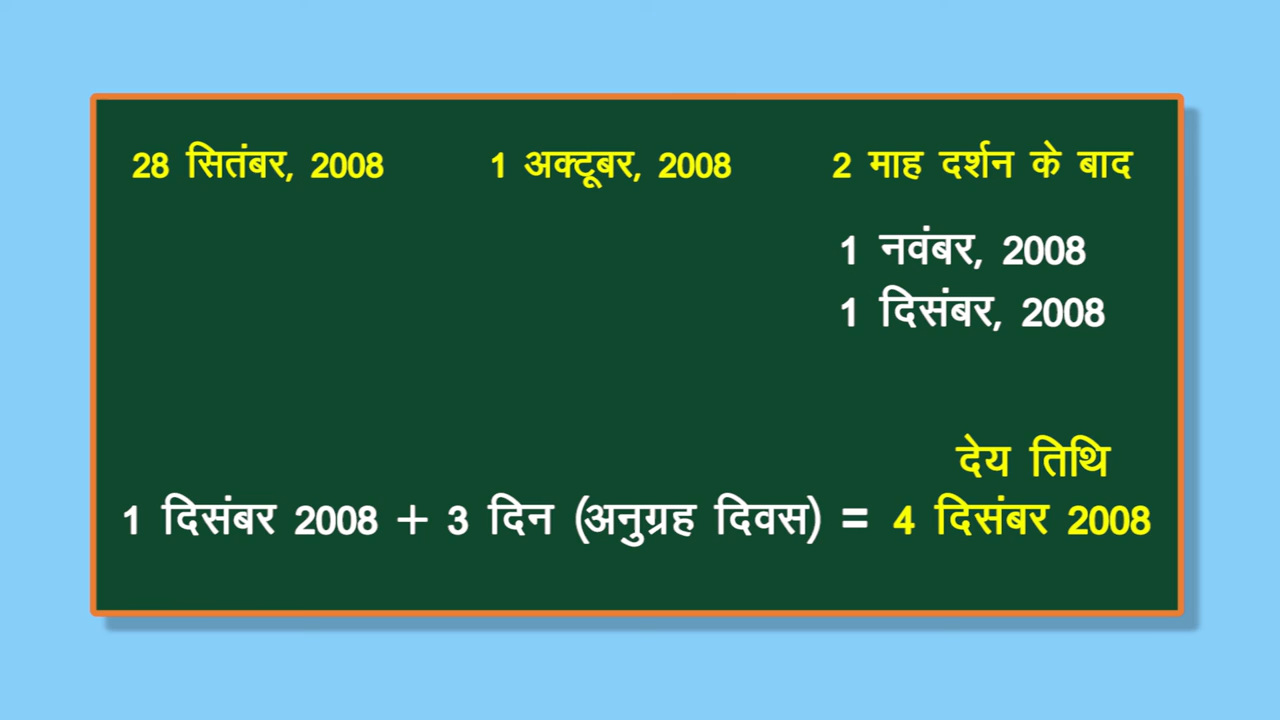 28 सितंबर, 2008 1 अक्टूबर, 2008 2 माह दर्शन के बाद
1 नवंबर, 2008
1 दिसंबर, 2008
देय तिथि
1 दिसंबर 2008 + 3 दिन (अनुग्रह दिवस) = 4 दिसंबर 2008